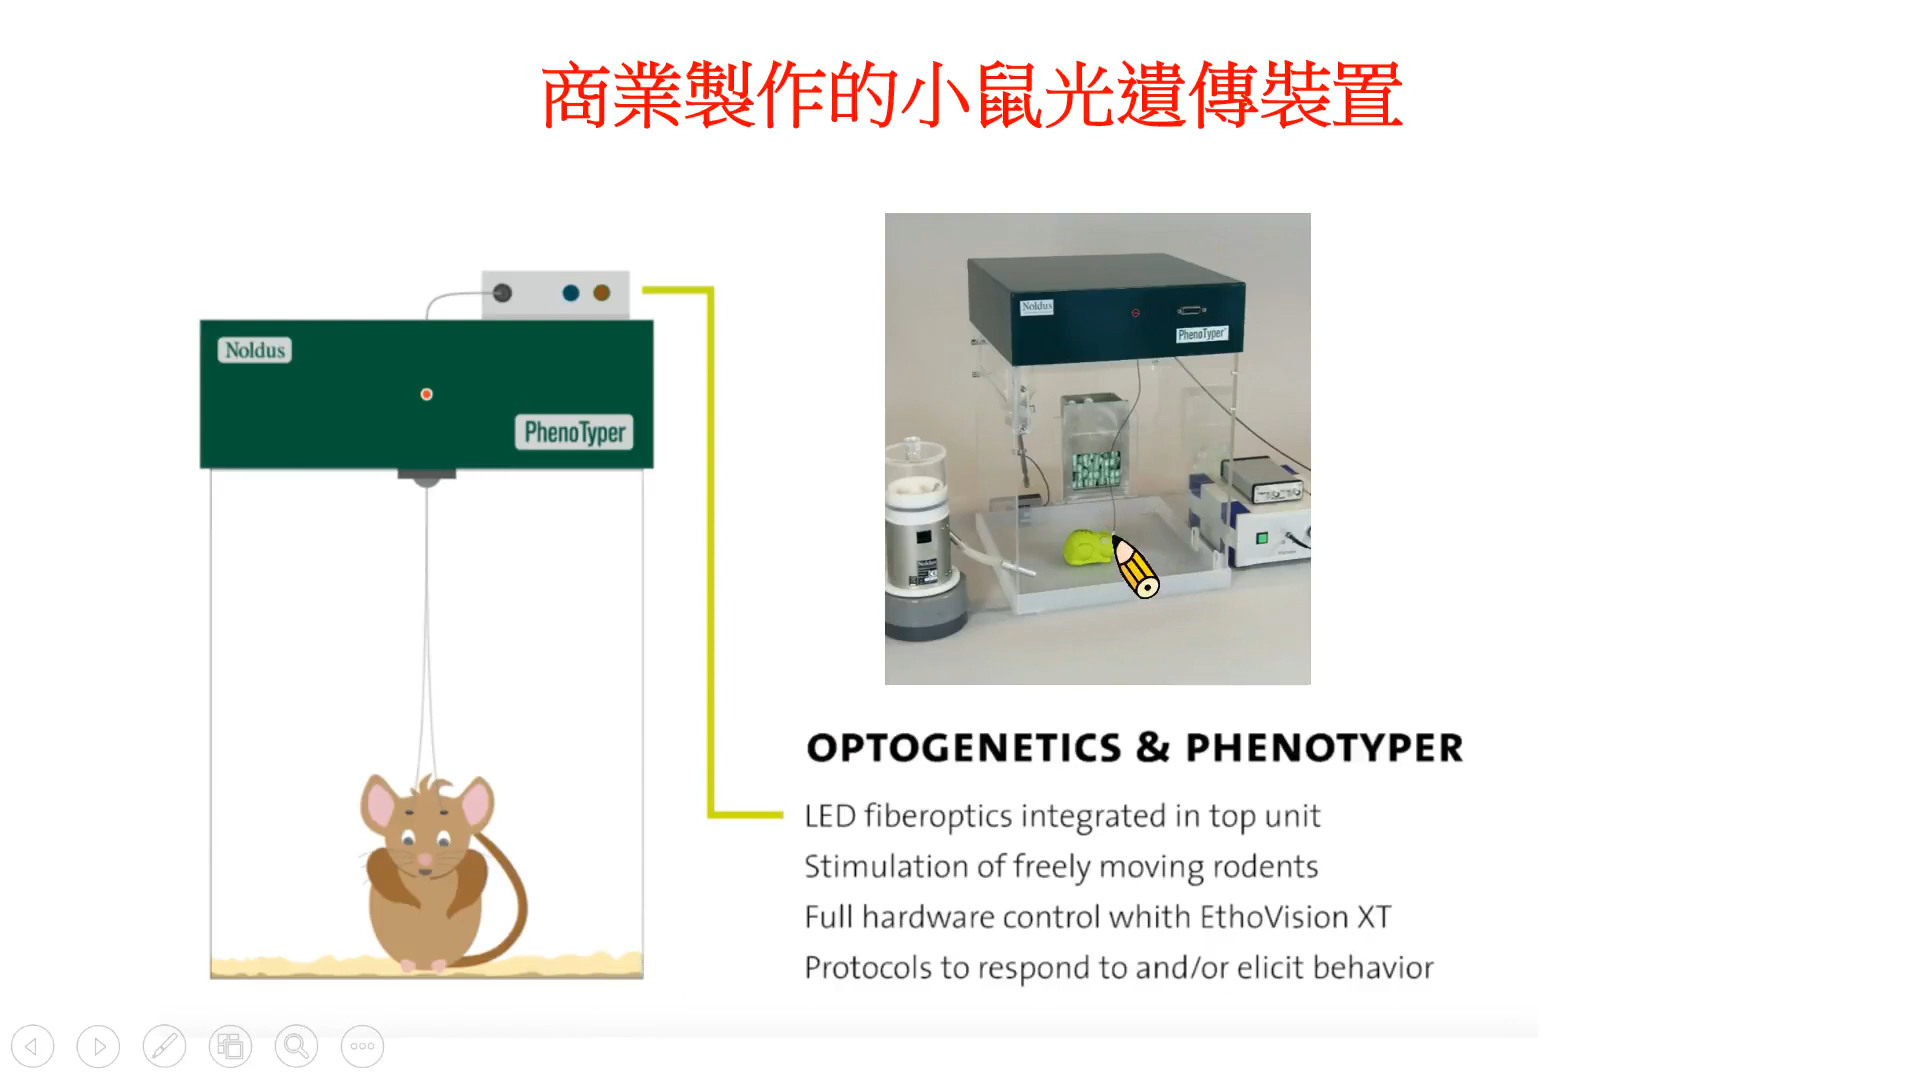 商業製作的小鼠光遺傳裝置
Noldus
PhenoTyper
Noldus
PhenoTyper
OPTOGENETICS & PHENOTYPER
LED fiberoptics integrated in top unit
Stimulation of freely moving rodents
Full hardware control whith EthoVision XT
Protocols to respond to and/or elicit behavior